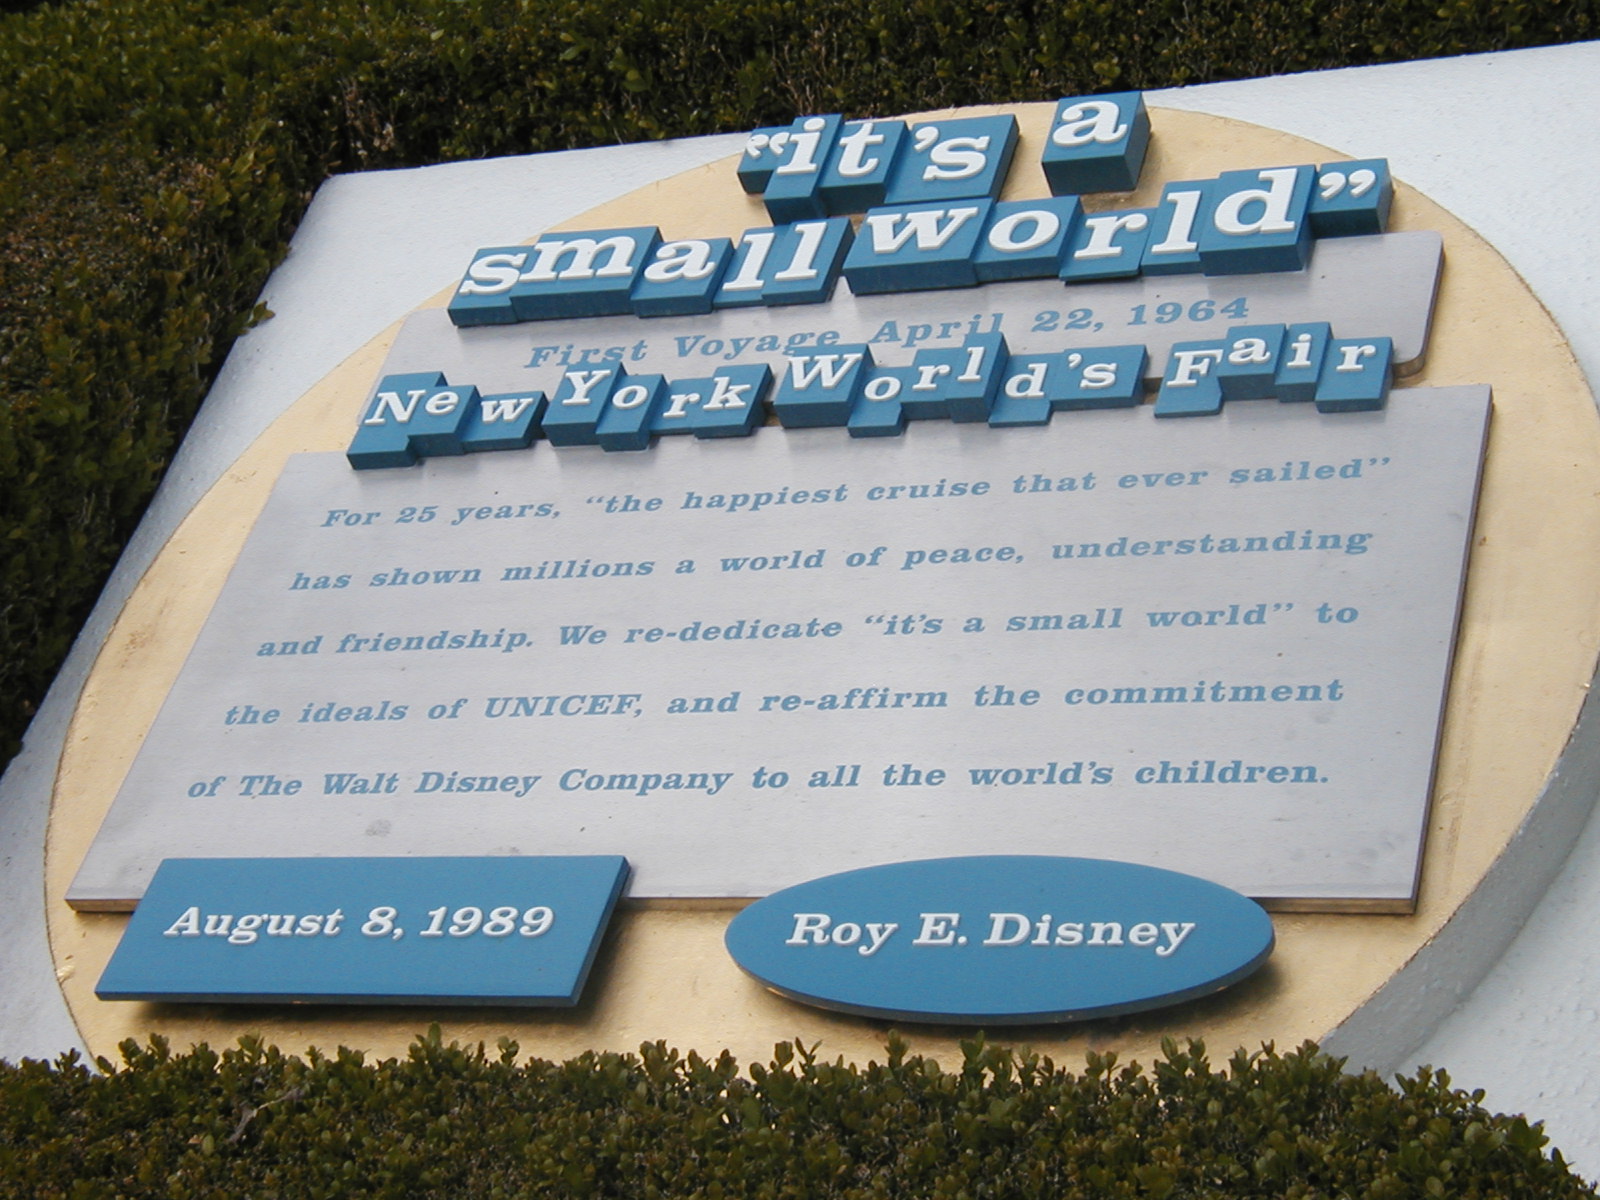 “it’s a
small world”
First Voyage April 22, 1964
New York World’s Fair
For 25 years, “the happiest cruise that ever sailed”
has shown millions a world of peace, understanding
and friendship. We re-dedicate “it’s a small world” to
the ideals of UNICEF, and re-affirm the commitment
of The Walt Disney Company to all the world’s children.
August 8, 1989
Roy E. Disney